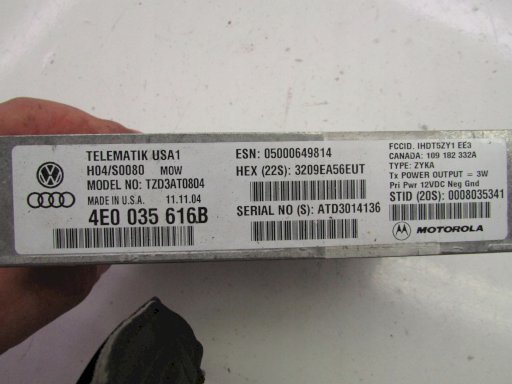 TELEMATIK USA1
H04/S0080 MOW
MODEL NO: TZD3AT0804
MADE IN U.S.A. 11.11.04
4E0 035 616B
ESN: 05000649814
HEX (22S): 3209EA56EUT
SERIAL NO (S): ATD3014136
FCCID. IHDT5ZY1 EE3
CANADA: 109 182 332A
TYPE: ZYKA
Tx POWER OUTPUT = 3W
Pri Pwr 12VDC Neg Gnd
STID (20S): 0008035341
MOTOROLA